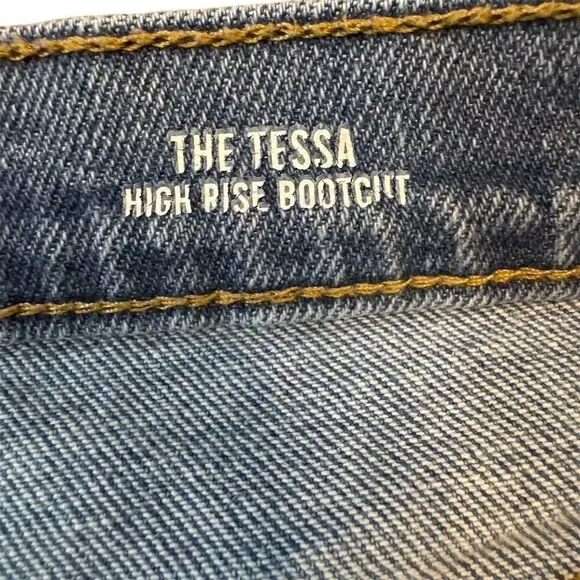 THE TESSA
HIGH RISE BOOTCUT